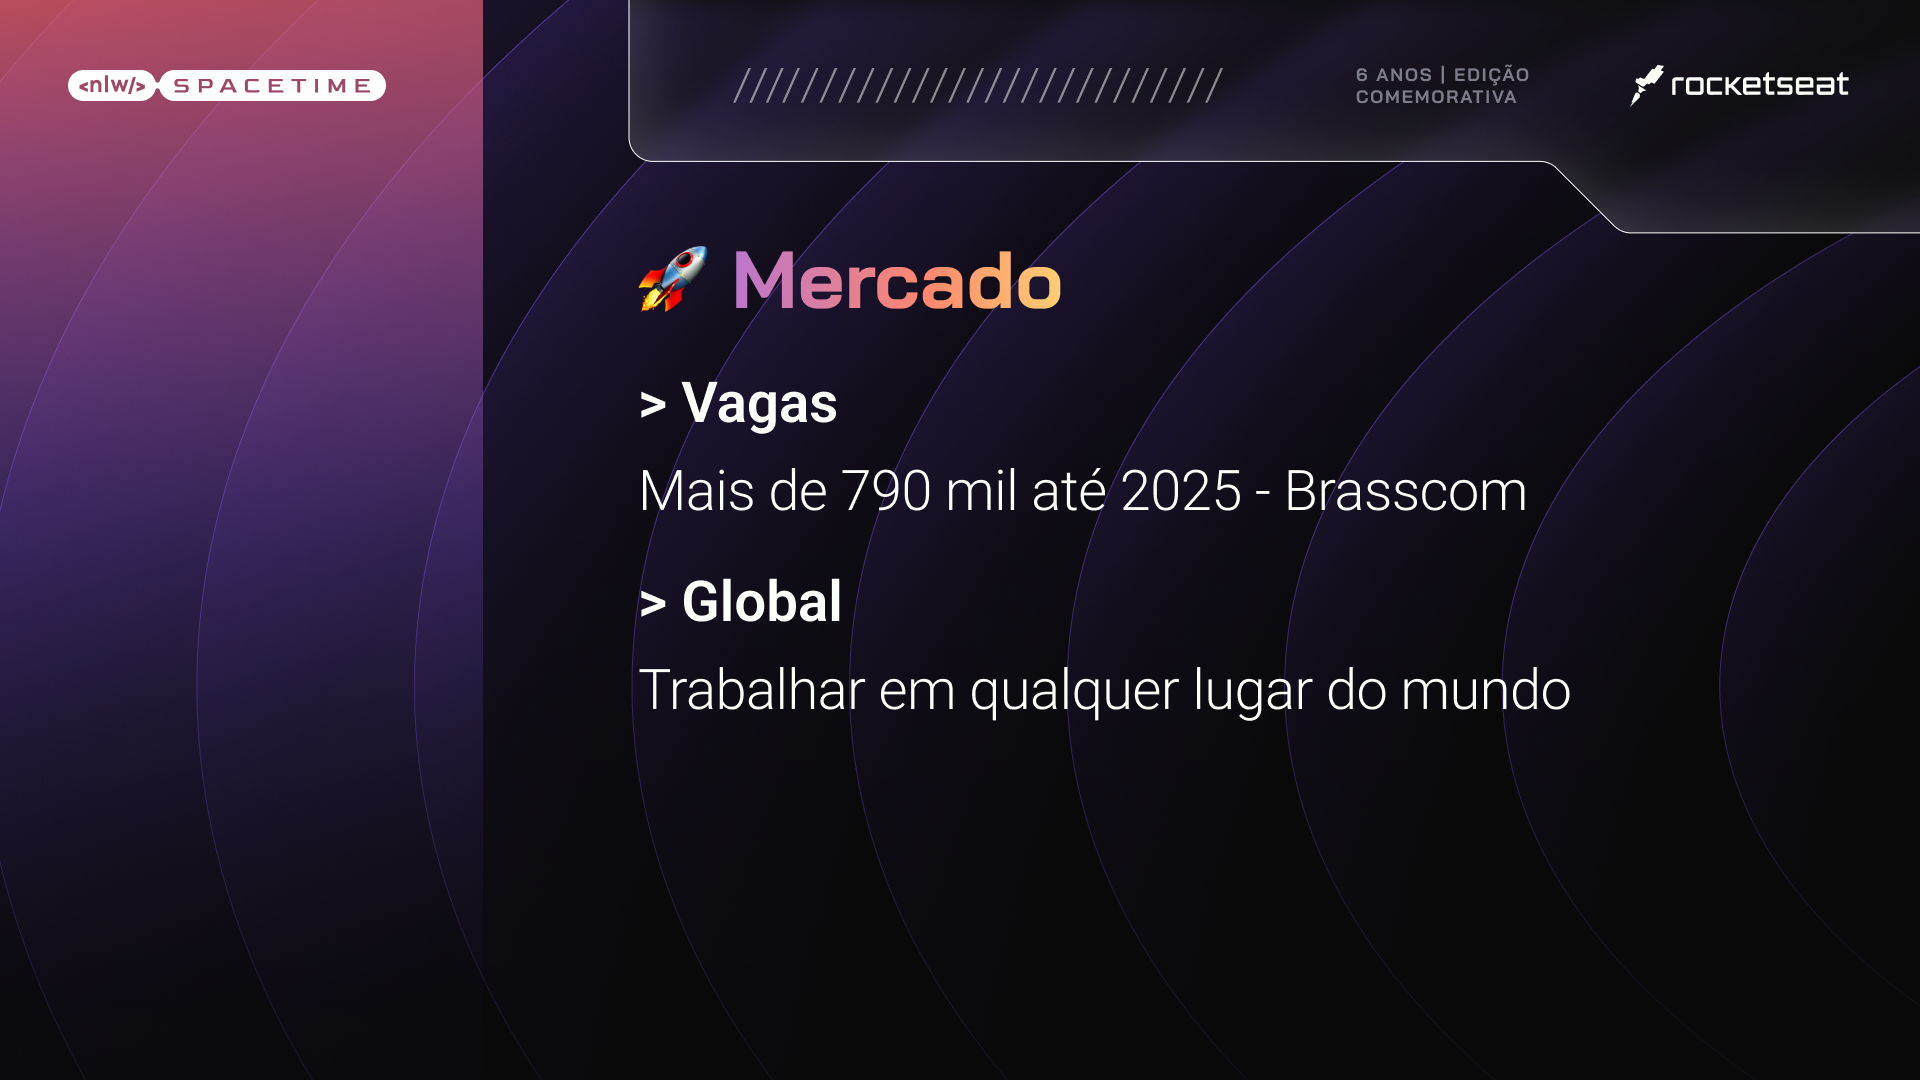 <nlw/> SPACETIME
6 ANOS | EDIÇÃO
COMEMORATIVA
rocketseat
🚀 Mercado
> Vagas
Mais de 790 mil até 2025 - Brasscom
> Global
Trabalhar em qualquer lugar do mundo